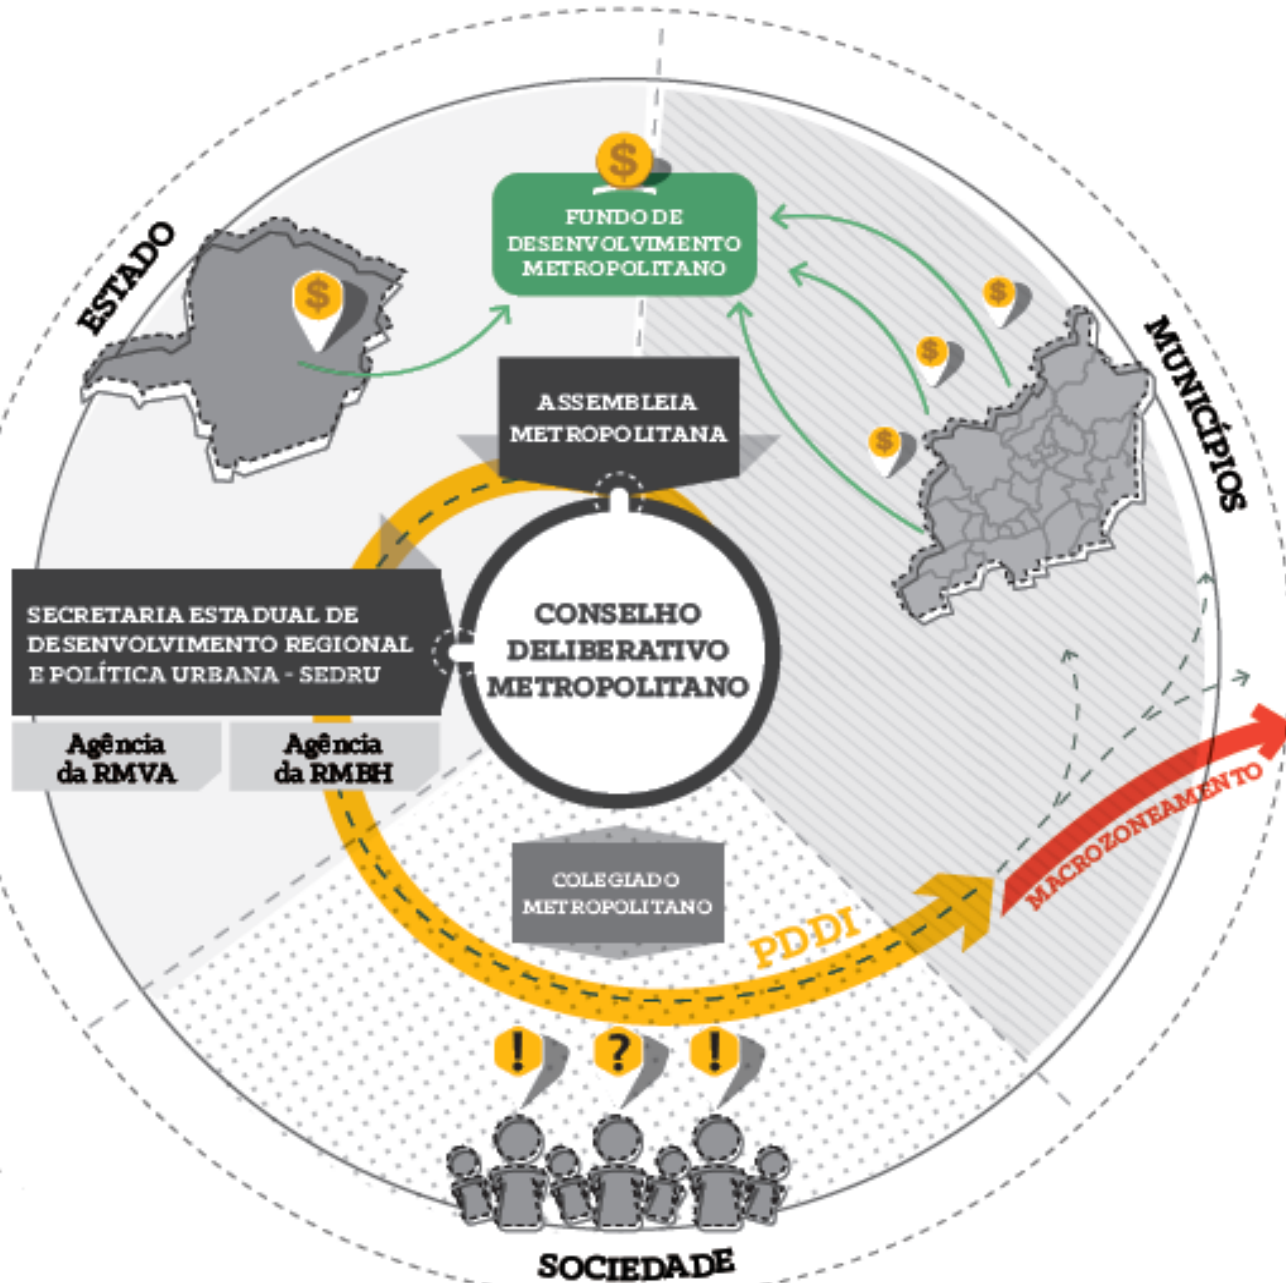 $
FUNDO DE
DESENVOLVIMENTO
METROPOLITANO
ESTADO
$
$
$
$
MUNICÍPIOS
ASSEMBLEIA
METROPOLITANA
SECRETARIA ESTADUAL DE
DESENVOLVIMENTO REGIONAL
E POLÍTICA URBANA - SEDRU
CONSELHO
DELIBERATIVO
METROPOLITANO
Agência
da RMVA
Agência
da RMBH
MACROZONEAMENTO
COLEGIADO
METROPOLITANO
PDDI
!
?
!
SOCIEDADE